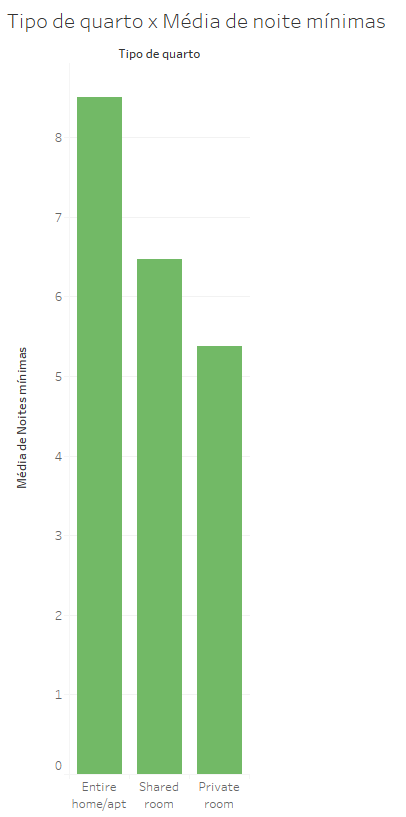 Tipo de quarto x Média de noite mínimas
Tipo de quarto
Média de Noites mínimas
8
7
6
5
4
3
2
1
0
Entire home/apt
Shared room
Private room